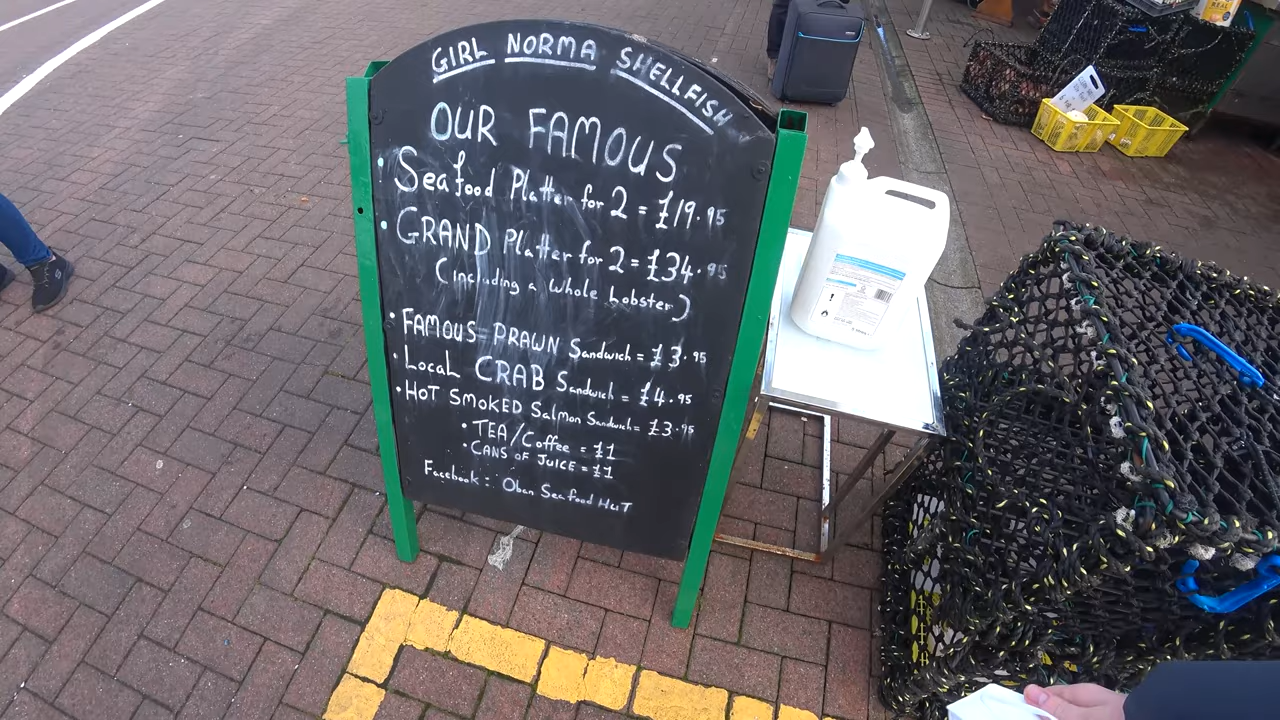 GIRL NORMA SHELLFISH
OUR FAMOUS
• Seafood Platter for 2 = £19.95
• GRAND Platter for 2 = £34.95
(including a whole lobster)
• FAMOUS PRAWN Sandwich = £3.95
• Local CRAB Sandwich = £4.95
• HOT SMOKED Salmon Sandwich = £3.95
• TEA/Coffee = £1
• CANS OF JUICE = £1
Facebook: Oban Seafood HuT